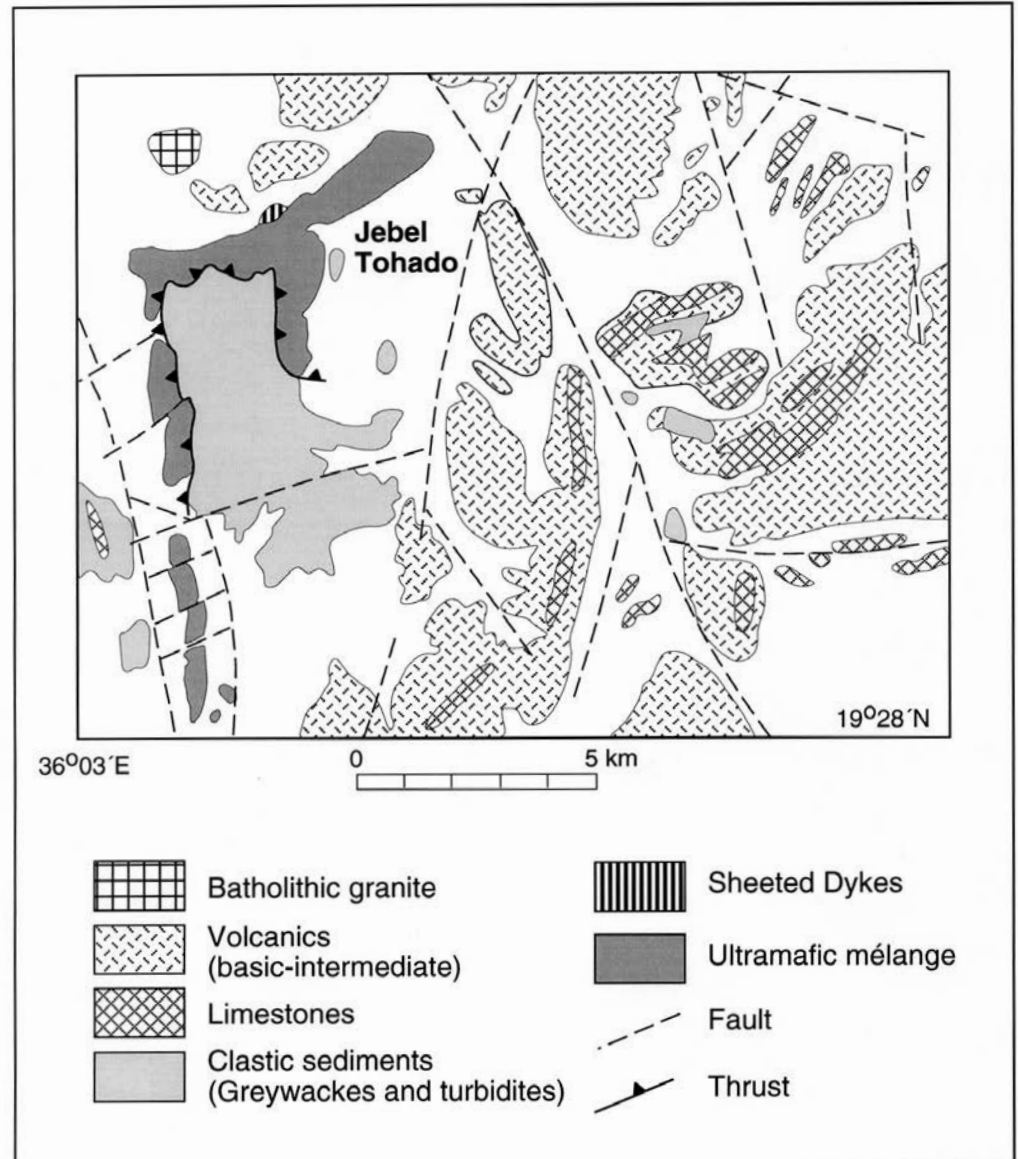 Jebel
Tohado
19°28´N
36°03´E
0
5 km
Batholithic granite
Volcanics
(basic-intermediate)
Limestones
Clastic sediments
(Greywackes and turbidites)
Sheeted Dykes
Ultramafic mélange
Fault
Thrust